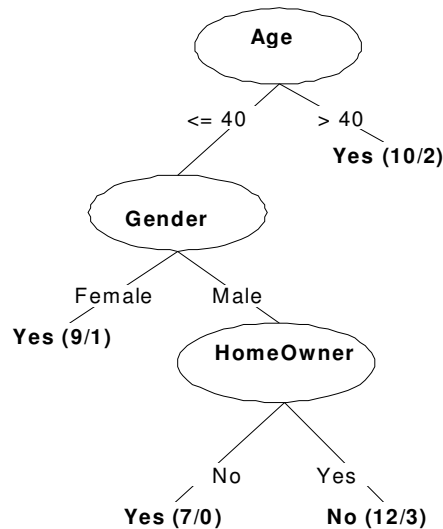 Age
<= 40 > 40
Yes (10/2)
Gender
Female Male
Yes (9/1)
HomeOwner
No Yes
Yes (7/0) No (12/3)